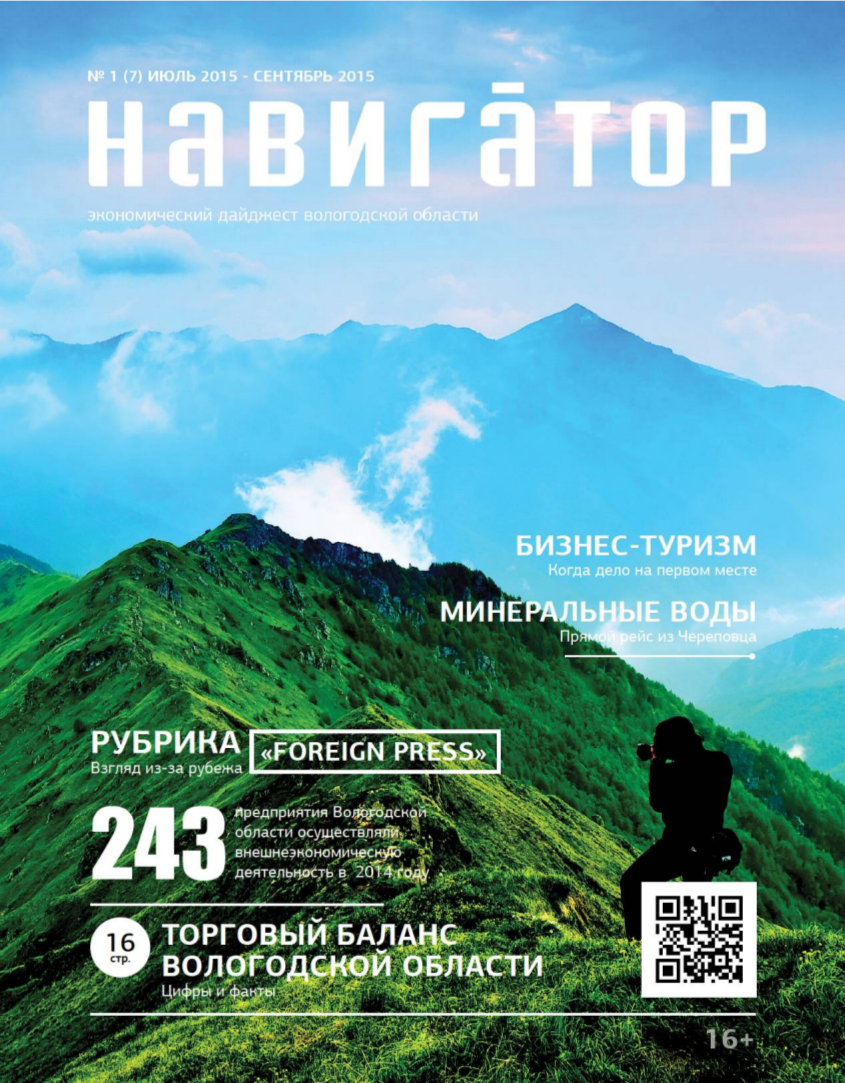 № 1 (7) ИЮЛЬ 2015 - СЕНТЯБРЬ 2015
НАВИГАТОР
экономический дайджест вологодской области
БИЗНЕС-ТУРИЗМ
Когда дело на первом месте
МИНЕРАЛЬНЫЕ ВОДЫ
Прямой рейс из Череповца
РУБРИКА «FOREIGN PRESS»
Взгляд из-за рубежа
243
предприятия Вологодской
области осуществляли
внешнеэкономическую
деятельность в 2014 году
16
стр.
ТОРГОВЫЙ БАЛАНС
ВОЛОГОДСКОЙ ОБЛАСТИ
Цифры и факты
16+